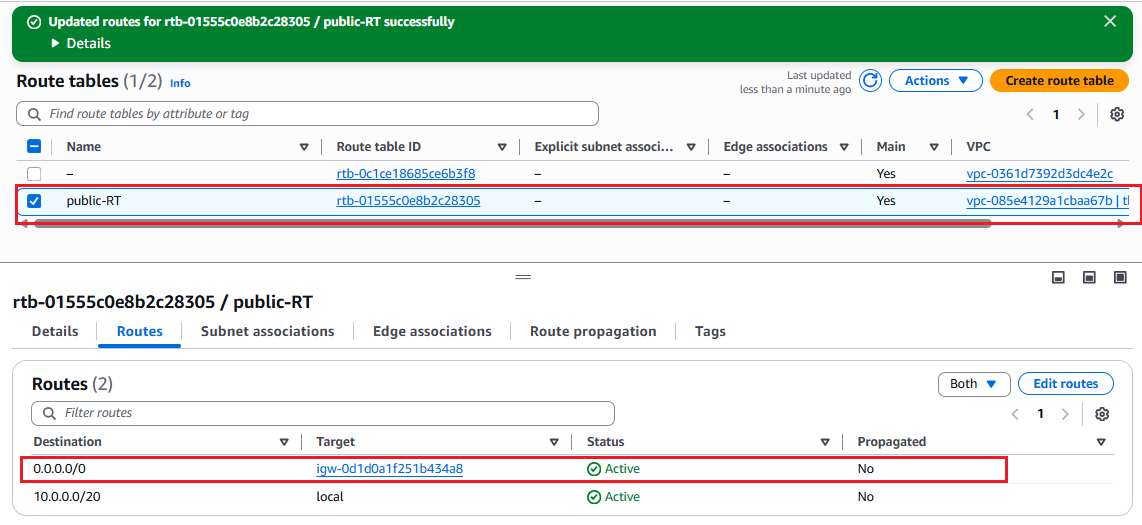 Updated routes for rtb-01555c0e8b2c28305 / public-RT successfully
Details
Route tables (1/2) Info
Last updated
less than a minute ago
Actions
Create route table
Find route tables by attribute or tag
1
Name Route table ID Explicit subnet associ... Edge associations Main VPC
– rtb-0c1ce18685ce6b3f8 – – Yes vpc-0361d7392d3dc4e2c
public-RT rtb-01555c0e8b2c28305 – – Yes vpc-085e4129a1cbaa67b |
rtb-01555c0e8b2c28305 / public-RT
Details Routes Subnet associations Edge associations Route propagation Tags
Routes (2)
Both
Edit routes
Filter routes
1
Destination Target Status Propagated
0.0.0.0/0 igw-0d1d0a1f251b434a8 Active No
10.0.0.0/20 local Active No